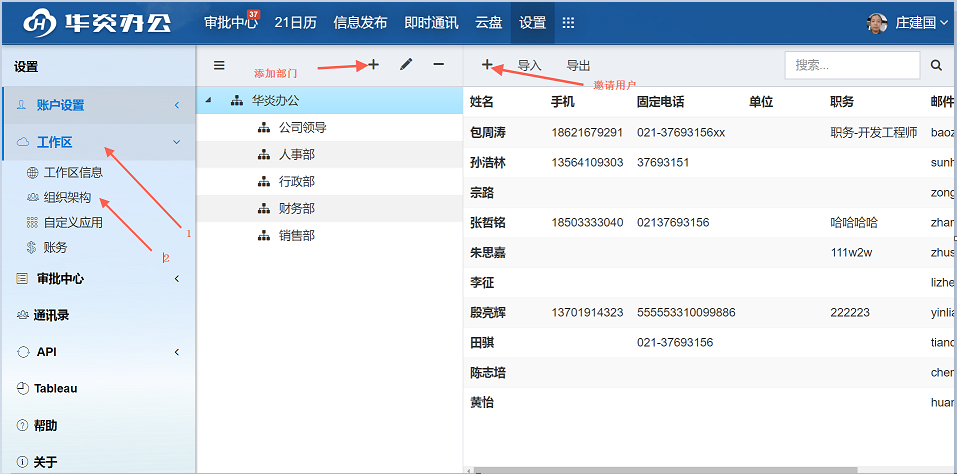 华炎办公 审批中心 37 21日历 信息发布 即时通讯 云盘 设置 庄建国
设置
账户设置
工作区
工作区信息
组织架构
自定义应用
账务
审批中心
通讯录
API
Tableau
帮助
关于
1
2
添加部门
华炎办公
公司领导
人事部
行政部
财务部
销售部
导入 导出 搜索...
邀请用户
姓名 手机 固定电话 单位 职务 邮件
包周涛 18621679291 021-37693156xx 职务-开发工程师 baoz
孙浩林 13564109303 37693151 sunh
宗路 zong
张哲铭 18503333040 02137693156 哈哈哈哈 zhan
朱思嘉 111w2w zhus
李征 lizhe
殷亮辉 13701914323 555553310099886 222223 yinlia
田骐 021-37693156 tianc
陈志培 chen
黄怡 huan